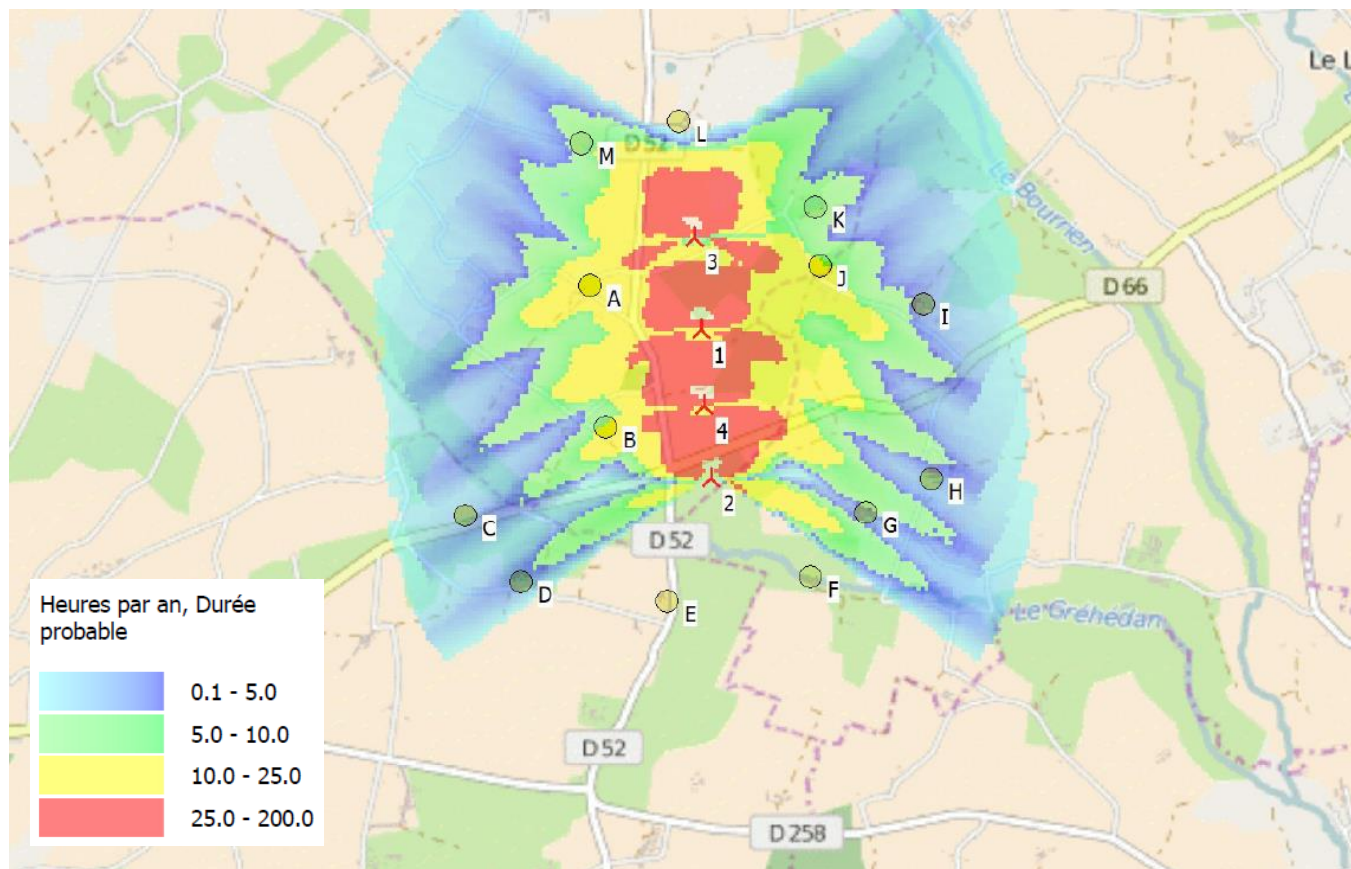 Le L
L
D 52
M
K
Le Bourrien
3
J
A
D 66
I
1
4
B
H
2
C
G
D 52
D
F
E
Le Gréhédan
D 52
D 258
Heures par an, Durée
probable
0.1 - 5.0
5.0 - 10.0
10.0 - 25.0
25.0 - 200.0